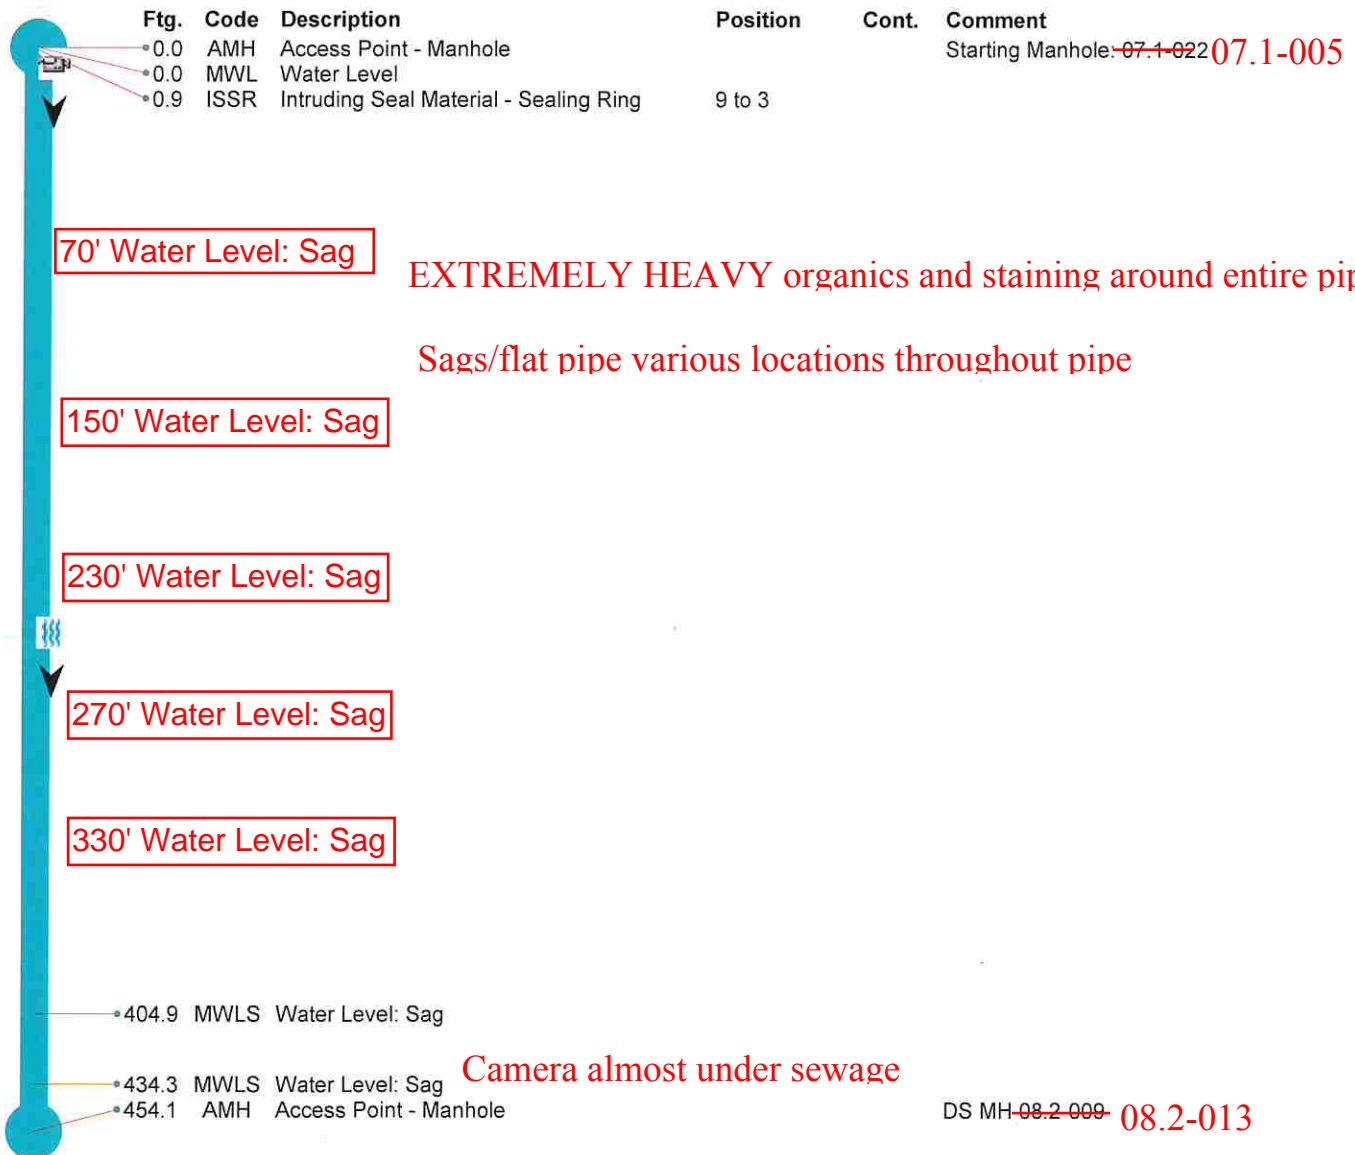 Ftg. Code Description Position Cont. Comment
0.0 AMH Access Point - Manhole Starting Manhole: 07.1-022 07.1-005
0.0 MWL Water Level
0.9 ISSR Intruding Seal Material - Sealing Ring 9 to 3
70' Water Level: Sag
EXTREMELY HEAVY organics and staining around entire pip
Sags/flat pipe various locations throughout pipe
150' Water Level: Sag
230' Water Level: Sag
270' Water Level: Sag
330' Water Level: Sag
404.9 MWLS Water Level: Sag
Camera almost under sewage
434.3 MWLS Water Level: Sag
454.1 AMH Access Point - Manhole DS MH 08.2-009 08.2-013